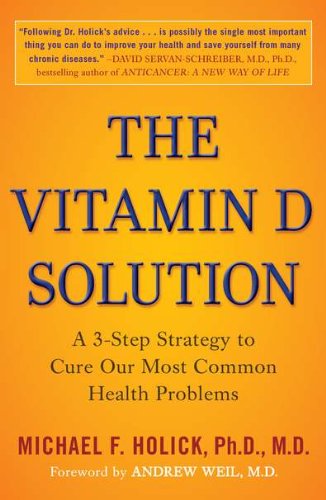 "Following Dr. Holick's advice . . . is possibly the single most important
thing you can do to improve your health and save yourself from many
chronic diseases." —DAVID SERVAN-SCHREIBER, M.D., Ph.D.,
bestselling author of ANTICANCER: A NEW WAY OF LIFE
THE
VITAMIN D
SOLUTION
A 3-Step Strategy to
Cure Our Most Common
Health Problems
MICHAEL F. HOLICK, Ph.D., M.D.
Foreword by ANDREW WEIL, M.D.